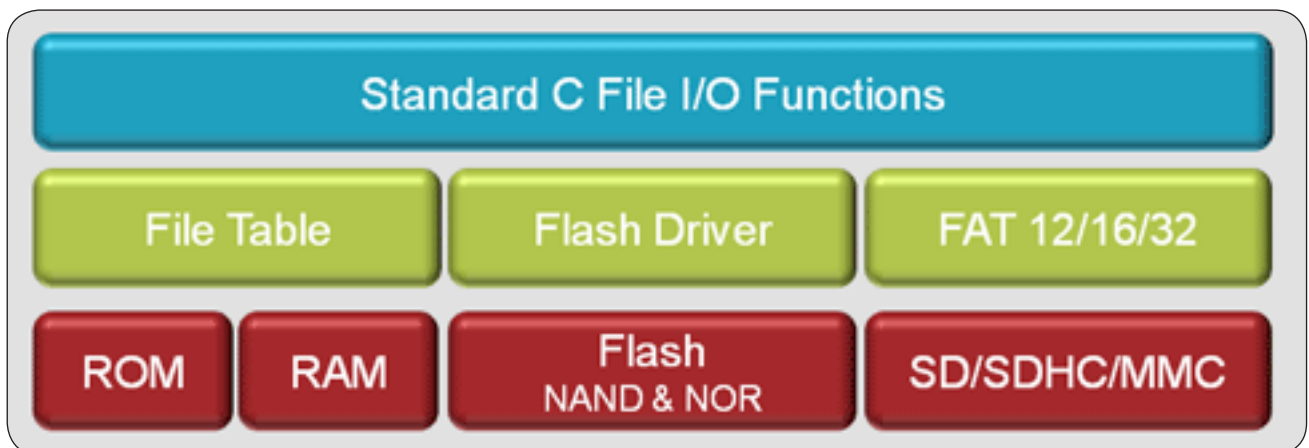 Standard C File I/O Functions
File Table
Flash Driver
FAT 12/16/32
ROM
RAM
Flash
NAND & NOR
SD/SDHC/MMC